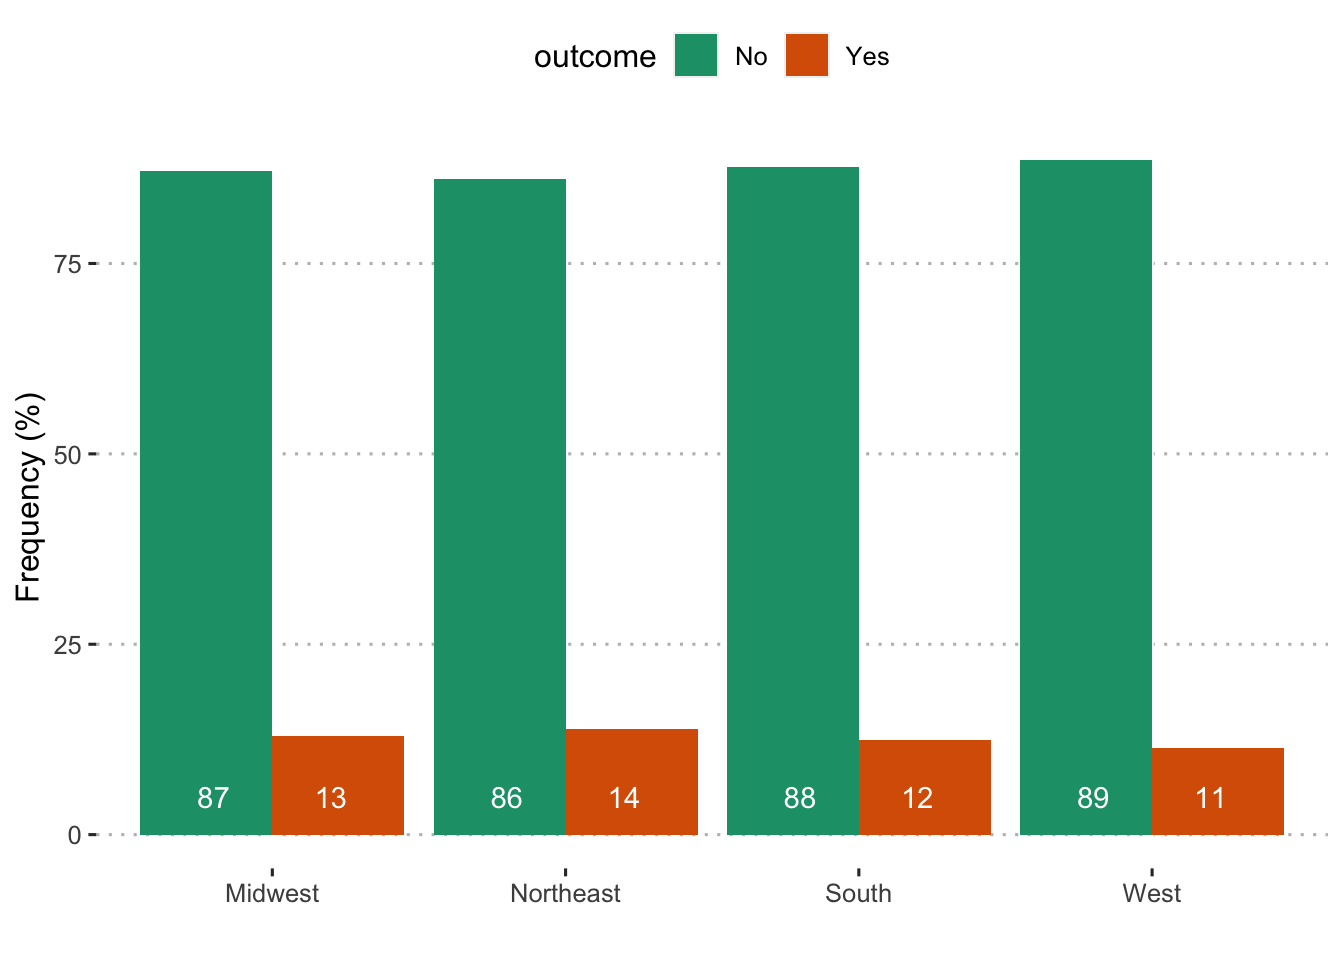 outcome No Yes
Frequency (%)
75
50
25
0
87 13 86 14 88 12 89 11
Midwest Northeast South West